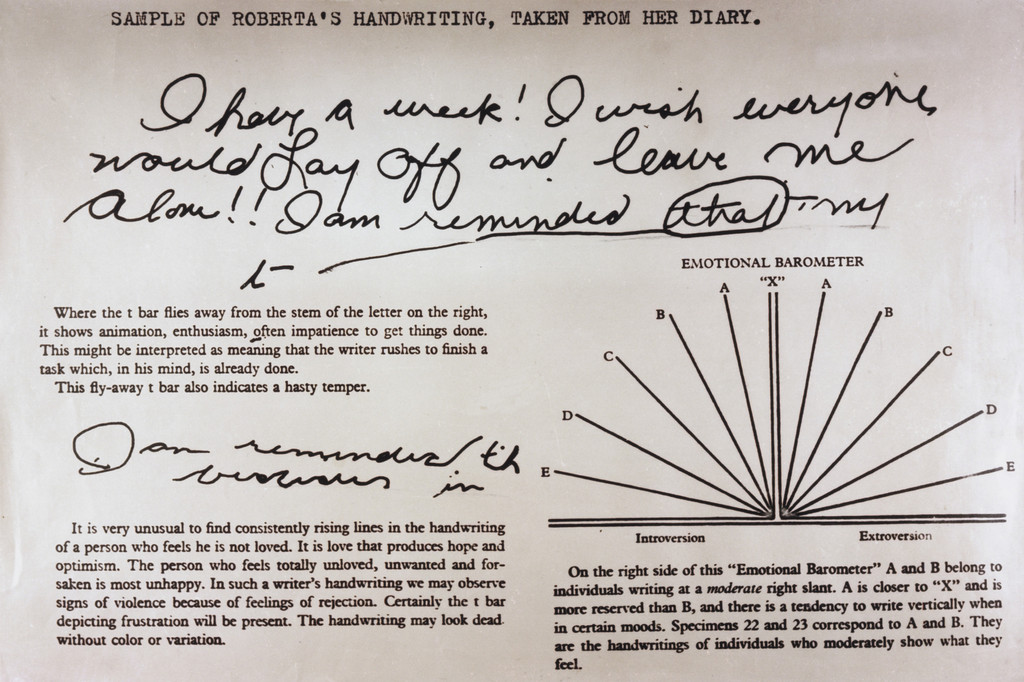 SAMPLE OF ROBERTA'S HANDWRITING, TAKEN FROM HER DIARY.
I have a week! I wish everyone
would Lay Off and leave me
Alone!! I am reminded that my
t
Where the t bar flies away from the stem of the letter on the right,
it shows animation, enthusiasm, often impatience to get things done.
This might be interpreted as meaning that the writer rushes to finish a
task which, in his mind, is already done.
This fly-away t bar also indicates a hasty temper.
I am reminded th
in
It is very unusual to find consistently rising lines in the handwriting
of a person who feels he is not loved. It is love that produces hope and
optimism. The person who feels totally unloved, unwanted and for-
saken is most unhappy. In such a writer's handwriting we may observe
signs of violence because of feelings of rejection. Certainly the t bar
depicting frustration will be present. The handwriting may look dead
without color or variation.
EMOTIONAL BAROMETER
"X"
A A
B B
C C
D D
E E
Introversion Extroversion
On the right side of this "Emotional Barometer" A and B belong to
individuals writing at a moderate right slant. A is closer to "X" and is
more reserved than B, and there is a tendency to write vertically when
in certain moods. Specimens 22 and 23 correspond to A and B. They
are the handwritings of individuals who moderately show what they
feel.